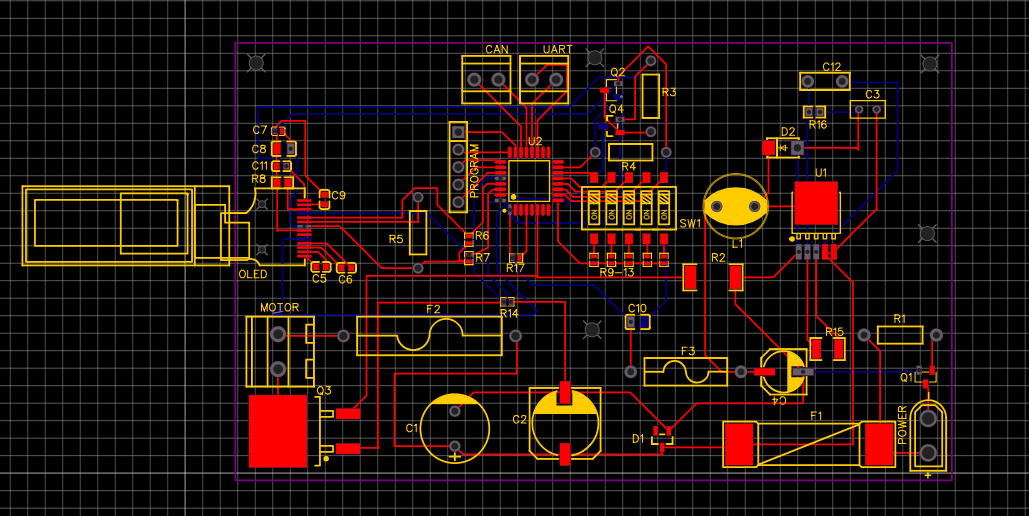 CAN UART
C12
Q2
R3
C3
Q4
R16
C7
D2
U2
C8
PROGRAM
C11
R4
R8
U1
C9
ON ON ON ON ON
SW1
R5
R6
L1
R7
R17
R2
R9-13
OLED
C5
C6
MOTOR
F2
R14
C10
R1
R15
F3
Q1
Q3
C4
C1
C2
F1
POWER
D1
+
+